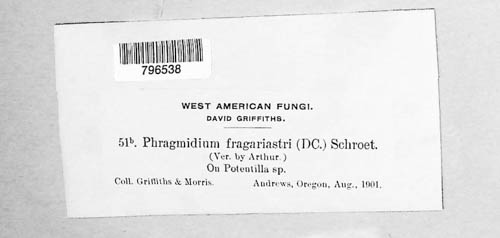 796538
WEST AMERICAN FUNGI.
DAVID GRIFFITHS.
51b. Phragmidium fragariastri (DC.) Schroet.
(Ver. by Arthur.)
On Potentilla sp.
Coll. Griffiths & Morris. Andrews, Oregon, Aug., 1901.